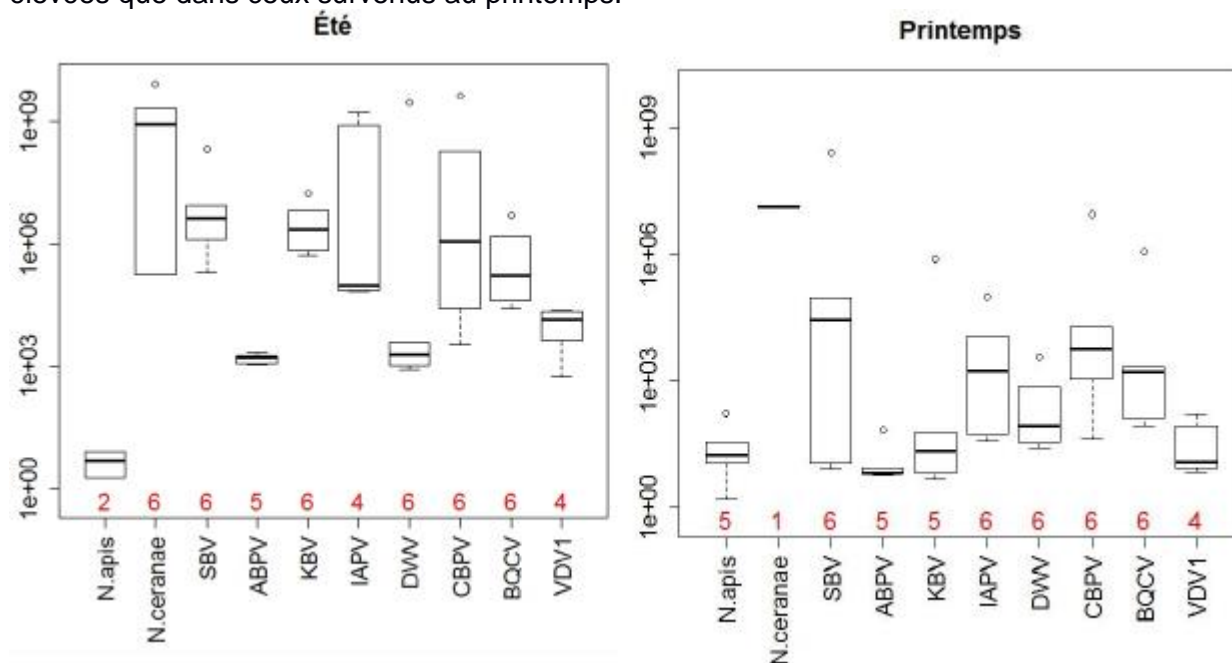 élevées que dans ceux survenus au printemps.
Été
1e+09
1e+06
1e+03
1e+00
2 6 6 5 6 4 6 6 6 4
N.apis N.ceranae SBV ABPV KBV IAPV DWV CBPV BQCV VDV1
Printemps
1e+09
1e+06
1e+03
1e+00
5 1 6 5 5 6 6 6 6 4
N.apis N.ceranae SBV ABPV KBV IAPV DWV CBPV BQCV VDV1